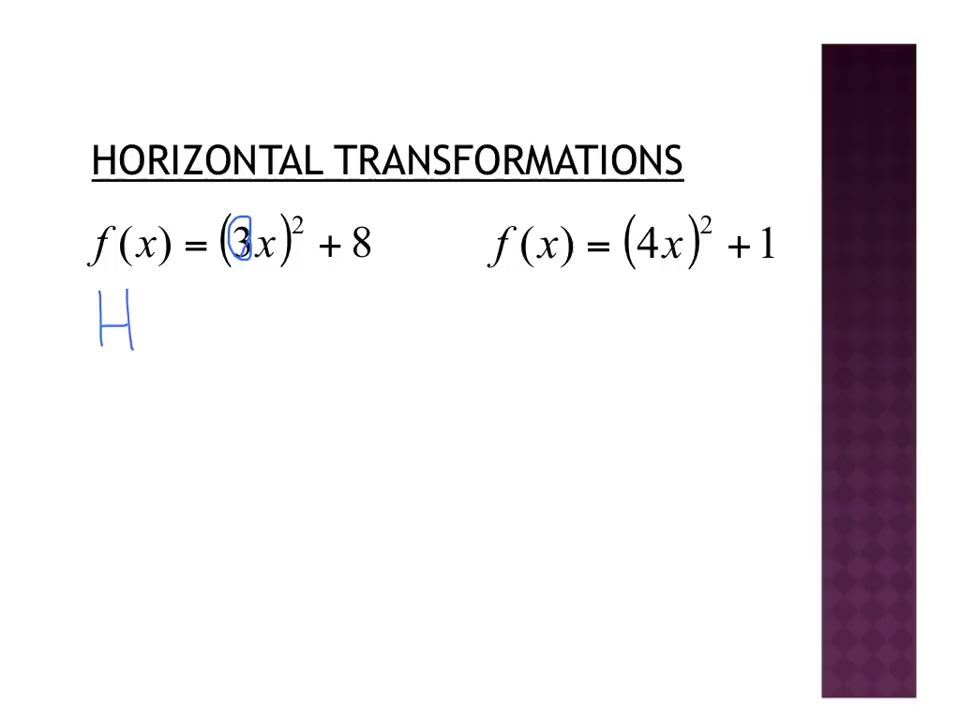 HORIZONTAL TRANSFORMATIONS
f(x) = (3x)² + 8 f(x) = (4x)² + 1
H